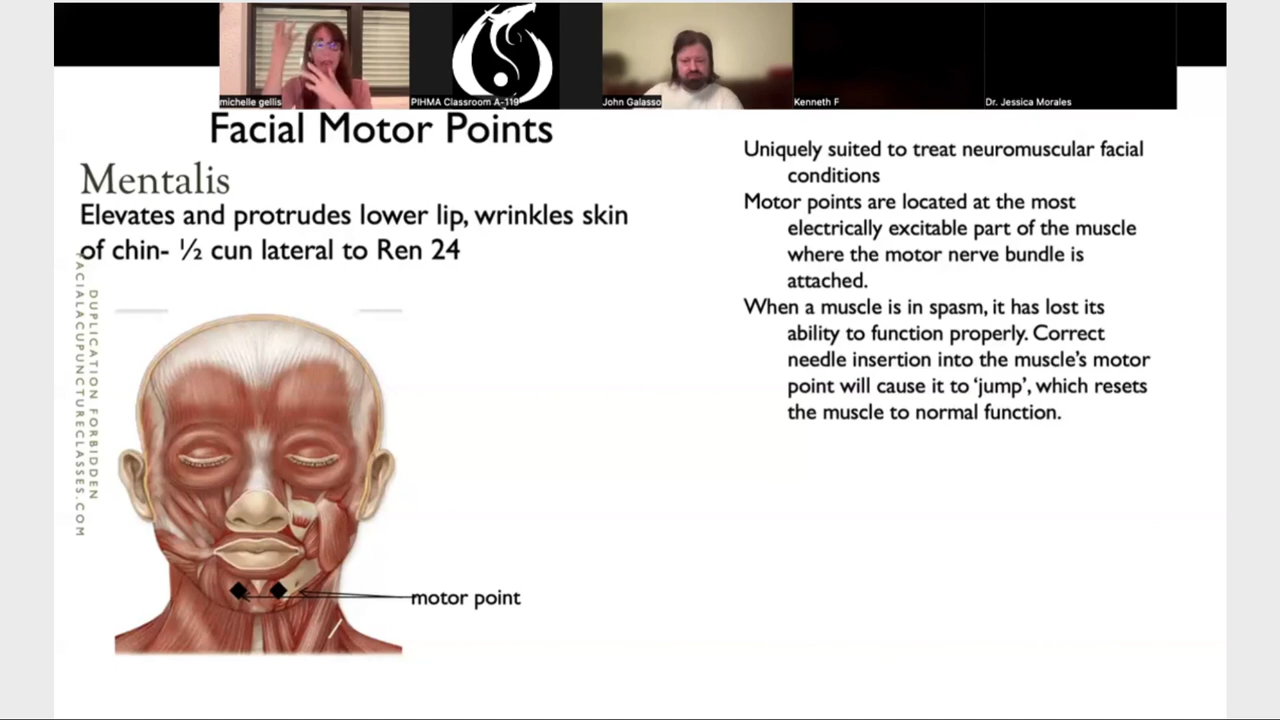 michelle gellis
PIHMA Classroom A-119
John Galasso
Kenneth F
Dr. Jessica Morales
Facial Motor Points
Mentalis
Elevates and protrudes lower lip, wrinkles skin
of chin- ½ cun lateral to Ren 24
DUPLICATION FORBIDDEN
FACIALACUPUNCTURECLASSES.COM
motor point
Uniquely suited to treat neuromuscular facial
conditions
Motor points are located at the most
electrically excitable part of the muscle
where the motor nerve bundle is
attached.
When a muscle is in spasm, it has lost its
ability to function properly. Correct
needle insertion into the muscle's motor
point will cause it to 'jump', which resets
the muscle to normal function.